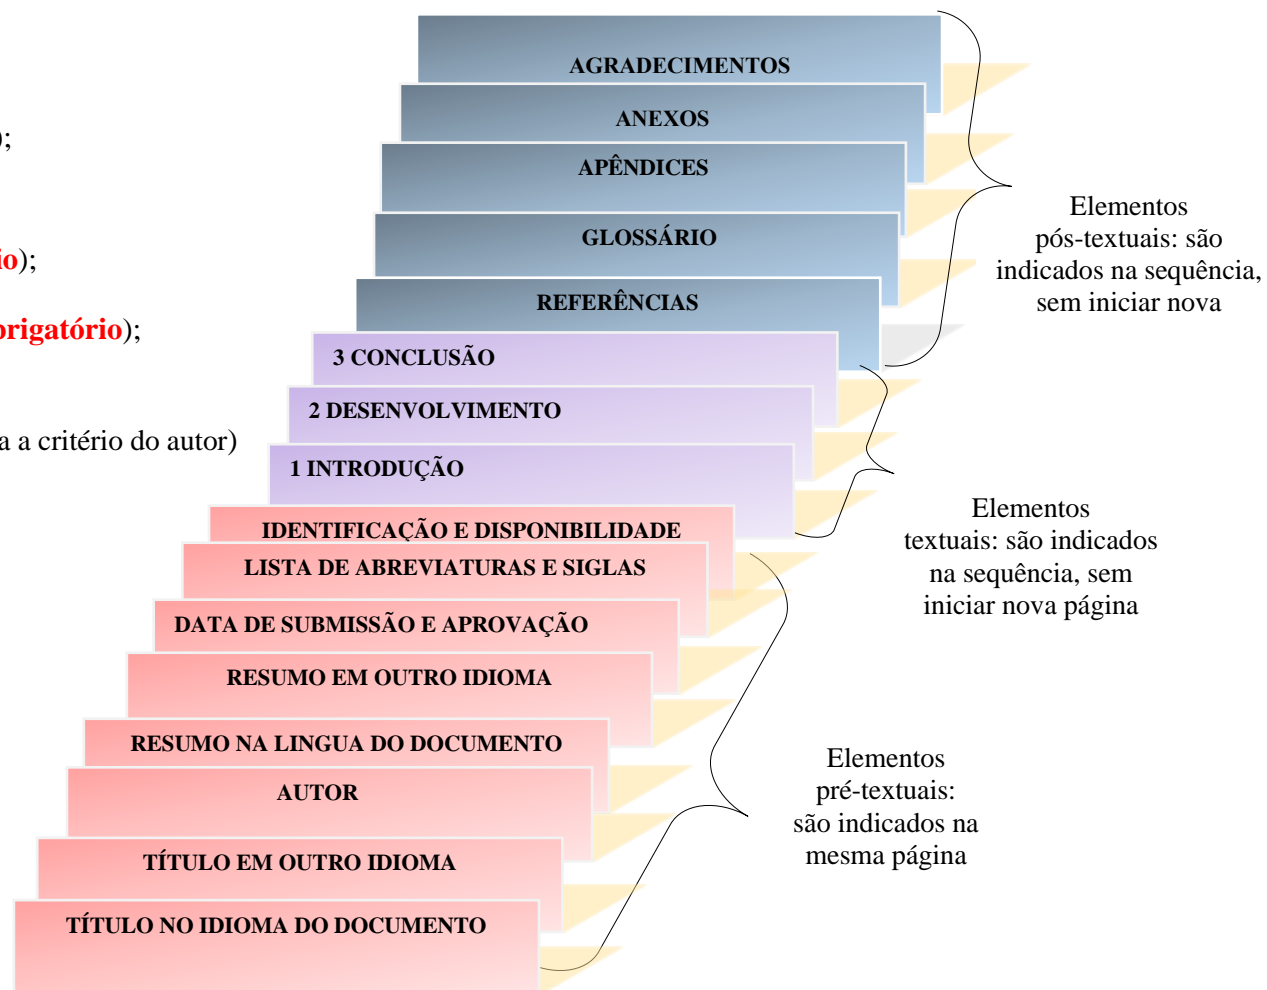 AGRADECIMENTOS
ANEXOS
);
APÊNDICES
Elementos
pós-textuais: são
indicados na sequência,
sem iniciar nova
GLOSSÁRIO
io);
REFERÊNCIAS
brigatório);
3 CONCLUSÃO
2 DESENVOLVIMENTO
a a critério do autor)
1 INTRODUÇÃO
Elementos
textuais: são indicados
na sequência, sem
iniciar nova página
IDENTIFICAÇÃO E DISPONIBILIDADE
LISTA DE ABREVIATURAS E SIGLAS
DATA DE SUBMISSÃO E APROVAÇÃO
RESUMO EM OUTRO IDIOMA
RESUMO NA LINGUA DO DOCUMENTO
Elementos
pré-textuais:
são indicados na
mesma página
AUTOR
TÍTULO EM OUTRO IDIOMA
TÍTULO NO IDIOMA DO DOCUMENTO